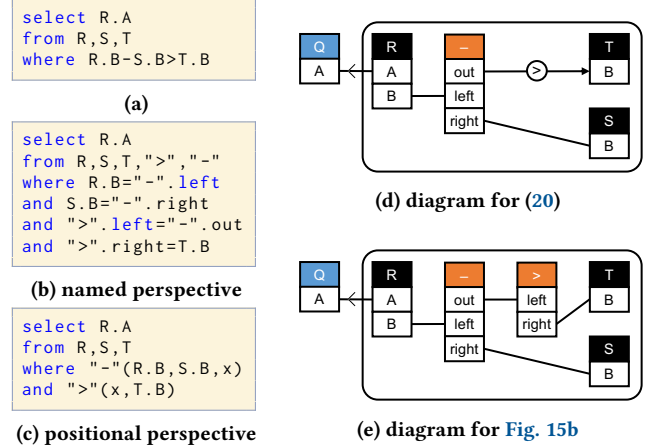 select R.A
from R,S,T
where R.B-S.B>T.B
(a)
select R.A
from R,S,T,">","-"
where R.B="-".left
and S.B="-".right
and ">".left="-".out
and ">".right=T.B
(b) named perspective
select R.A
from R,S,T
where "-"(R.B,S.B,x)
and ">"(x,T.B)
(c) positional perspective
Q
A
R
A
B
−
out
left
right
>
T
B
S
B
(d) diagram for (20)
Q
A
R
A
B
−
out
left
right
>
left
right
T
B
S
B
(e) diagram for Fig. 15b